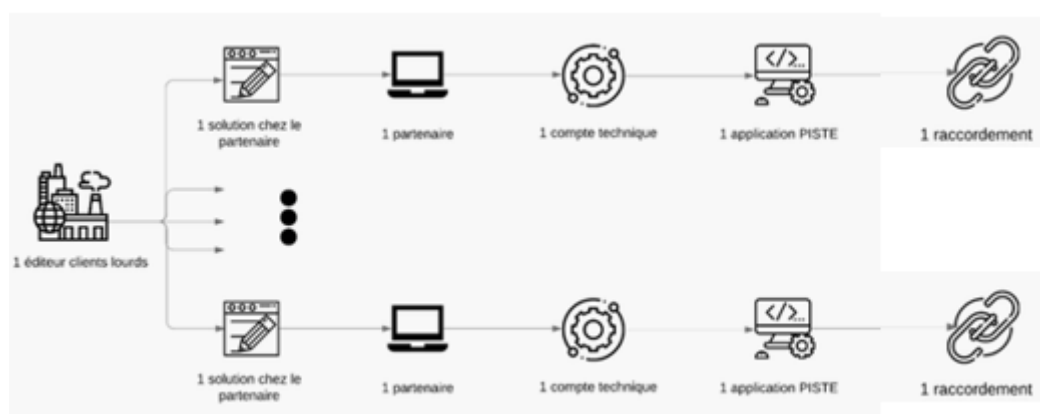 1 solution chez le
partenaire
1 partenaire
1 compte technique
1 application PISTE
1 raccordement
1 éditeur clients lourds
1 solution chez le
partenaire
1 partenaire
1 compte technique
1 application PISTE
1 raccordement